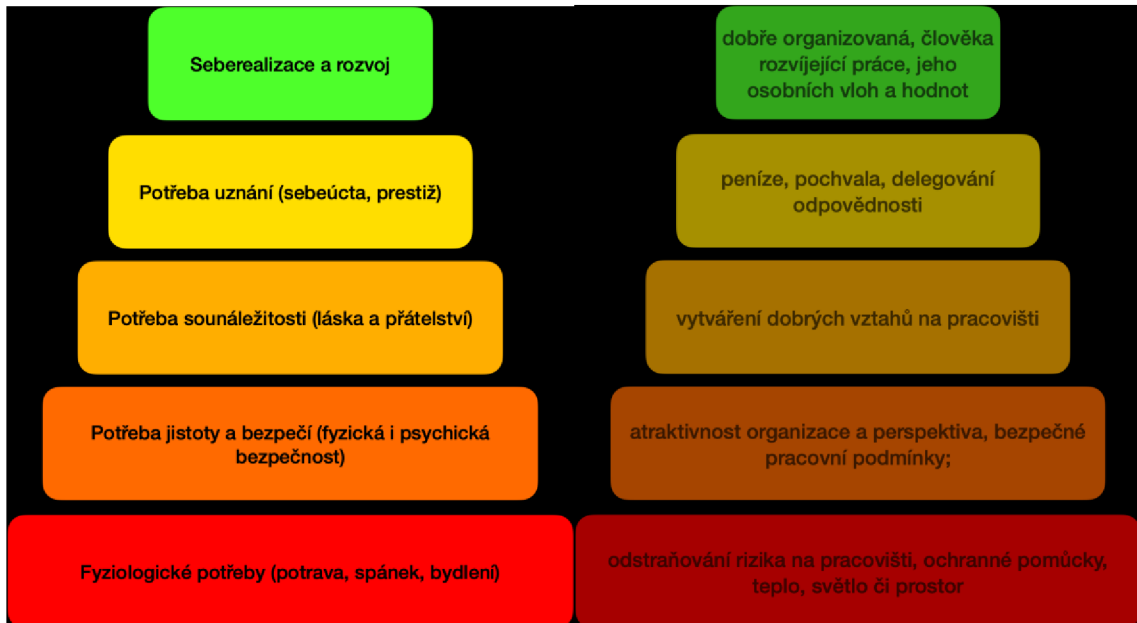 Seberealizace a rozvoj
dobře organizovaná, člověka
rozvíjející práce, jeho
osobních vloh a hodnot
Potřeba uznání (sebeúcta, prestiž)
peníze, pochvala, delegování
odpovědnosti
Potřeba sounáležitosti (láska a přátelství)
vytváření dobrých vztahů na pracovišti
Potřeba jistoty a bezpečí (fyzická i psychická
bezpečnost)
atraktivnost organizace a perspektiva, bezpečné
pracovní podmínky;
Fyziologické potřeby (potrava, spánek, bydlení)
odstraňování rizika na pracovišti, ochranné pomůcky,
teplo, světlo či prostor